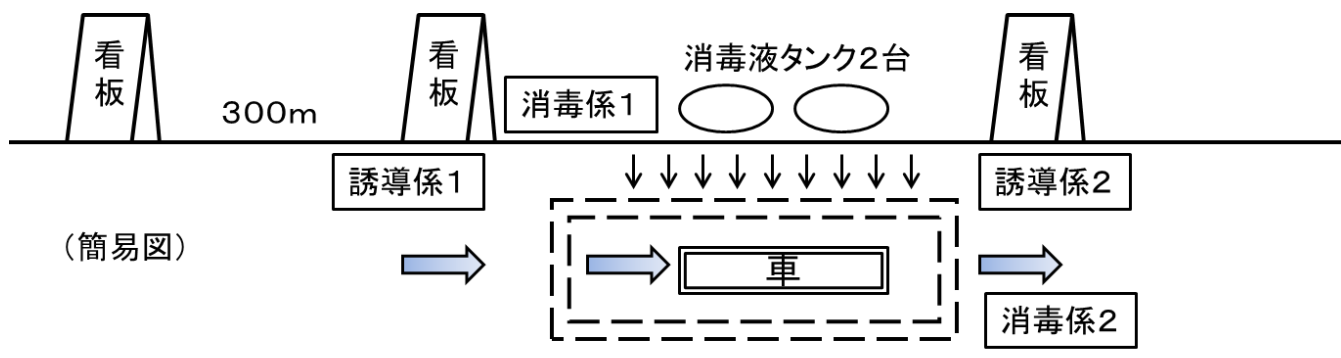 看板
300m
看板
消毒係1
消毒液タンク2台
看板
誘導係1
誘導係2
（簡易図）
車
消毒係2